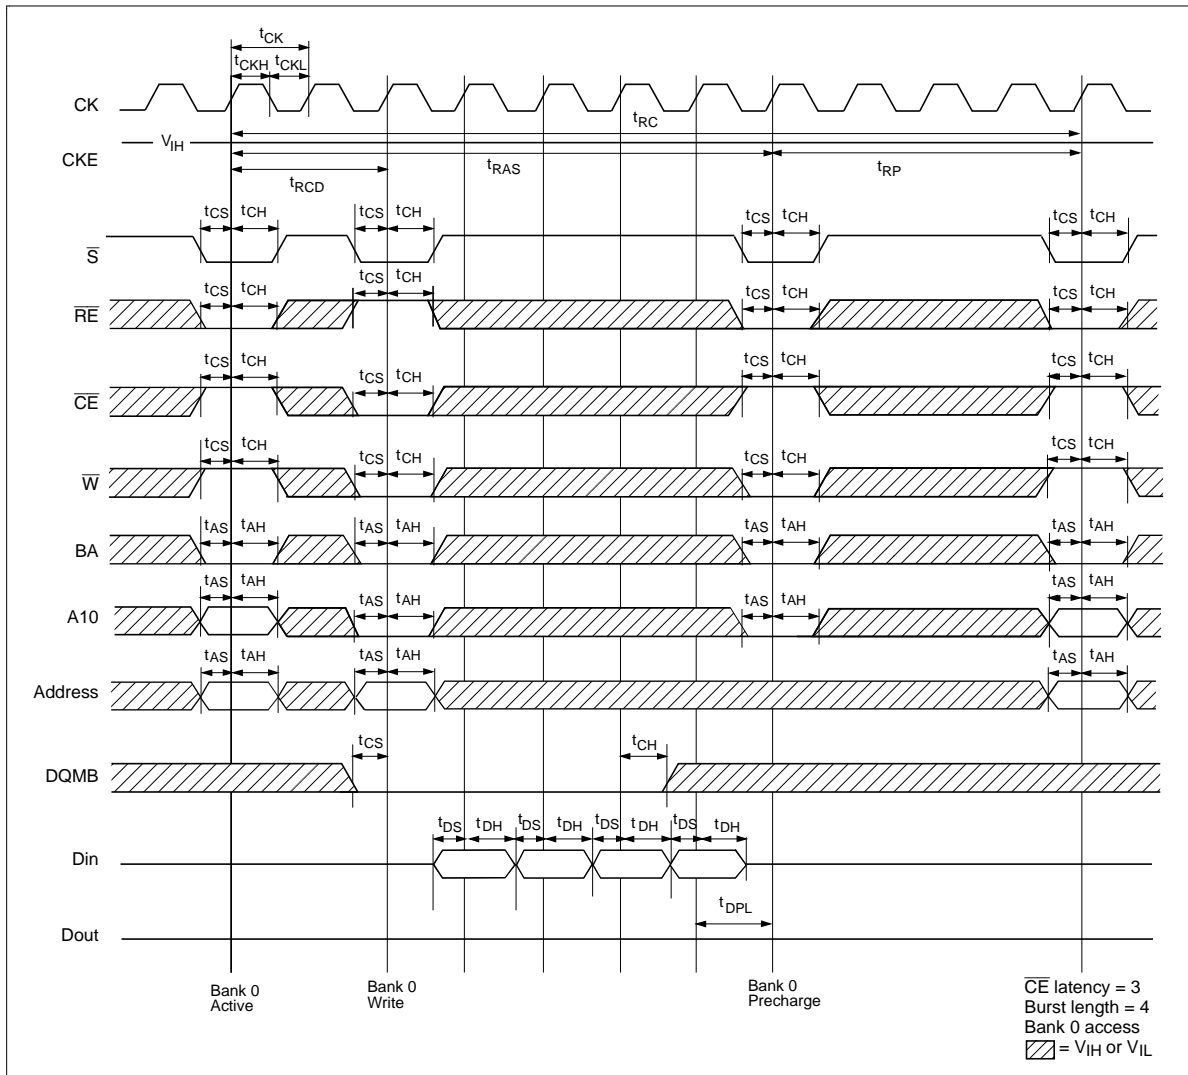 tCK
tCKH tCKL
CK
tRC
VIH
CKE
tRAS tRP
tRCD
tCS tCH tCS tCH tCS tCH tCS tCH
S
tCS tCH tCS tCH tCS tCH tCS tCH
RE
tCS tCH tCS tCH tCS tCH tCS tCH
CE
tCS tCH tCS tCH tCS tCH tCS tCH
W
tAS tAH tAS tAH tAS tAH tAS tAH
BA
tAS tAH tAS tAH tAS tAH tAS tAH
A10
tAS tAH tAS tAH tAS tAH
Address
tCS tCH
DQMB
tDS tDH tDS tDH tDS tDH tDS tDH
Din
tDPL
Dout
Bank 0
Active
Bank 0
Write
Bank 0
Precharge
CE latency = 3
Burst length = 4
Bank 0 access
= VIH or VIL